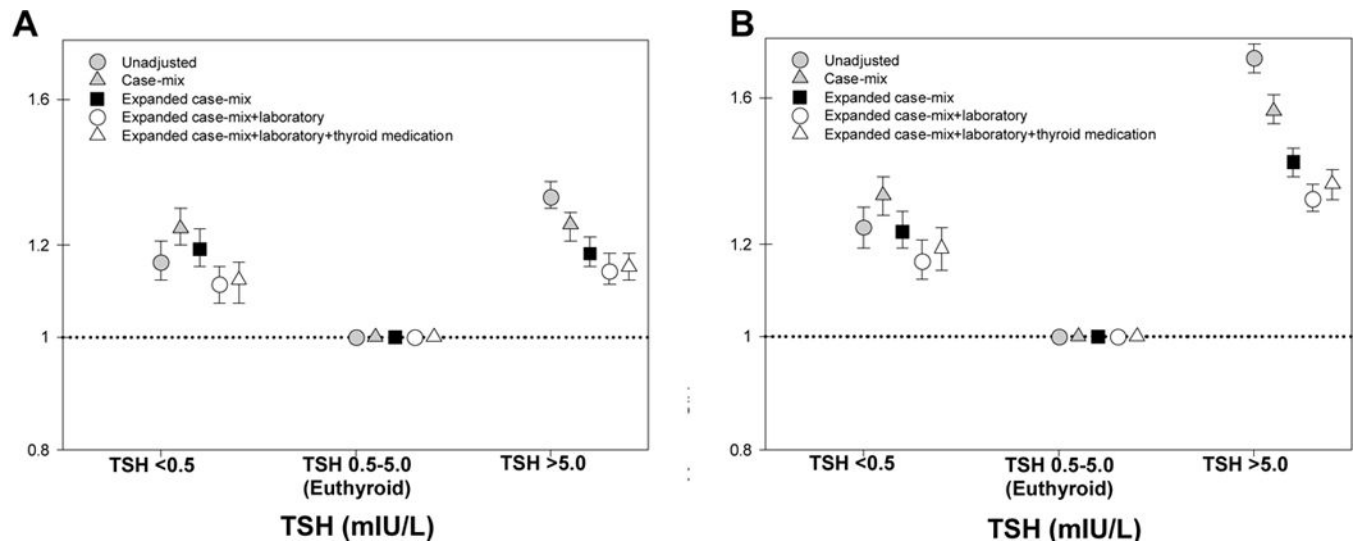 A
Unadjusted
Case-mix
Expanded case-mix
Expanded case-mix+laboratory
Expanded case-mix+laboratory+thyroid medication
1.6
1.2
1
0.8
TSH <0.5
TSH 0.5-5.0
(Euthyroid)
TSH >5.0
TSH (mIU/L)
B
Unadjusted
Case-mix
Expanded case-mix
Expanded case-mix+laboratory
Expanded case-mix+laboratory+thyroid medication
1.6
1.2
1
0.8
TSH <0.5
TSH 0.5-5.0
(Euthyroid)
TSH >5.0
TSH (mIU/L)